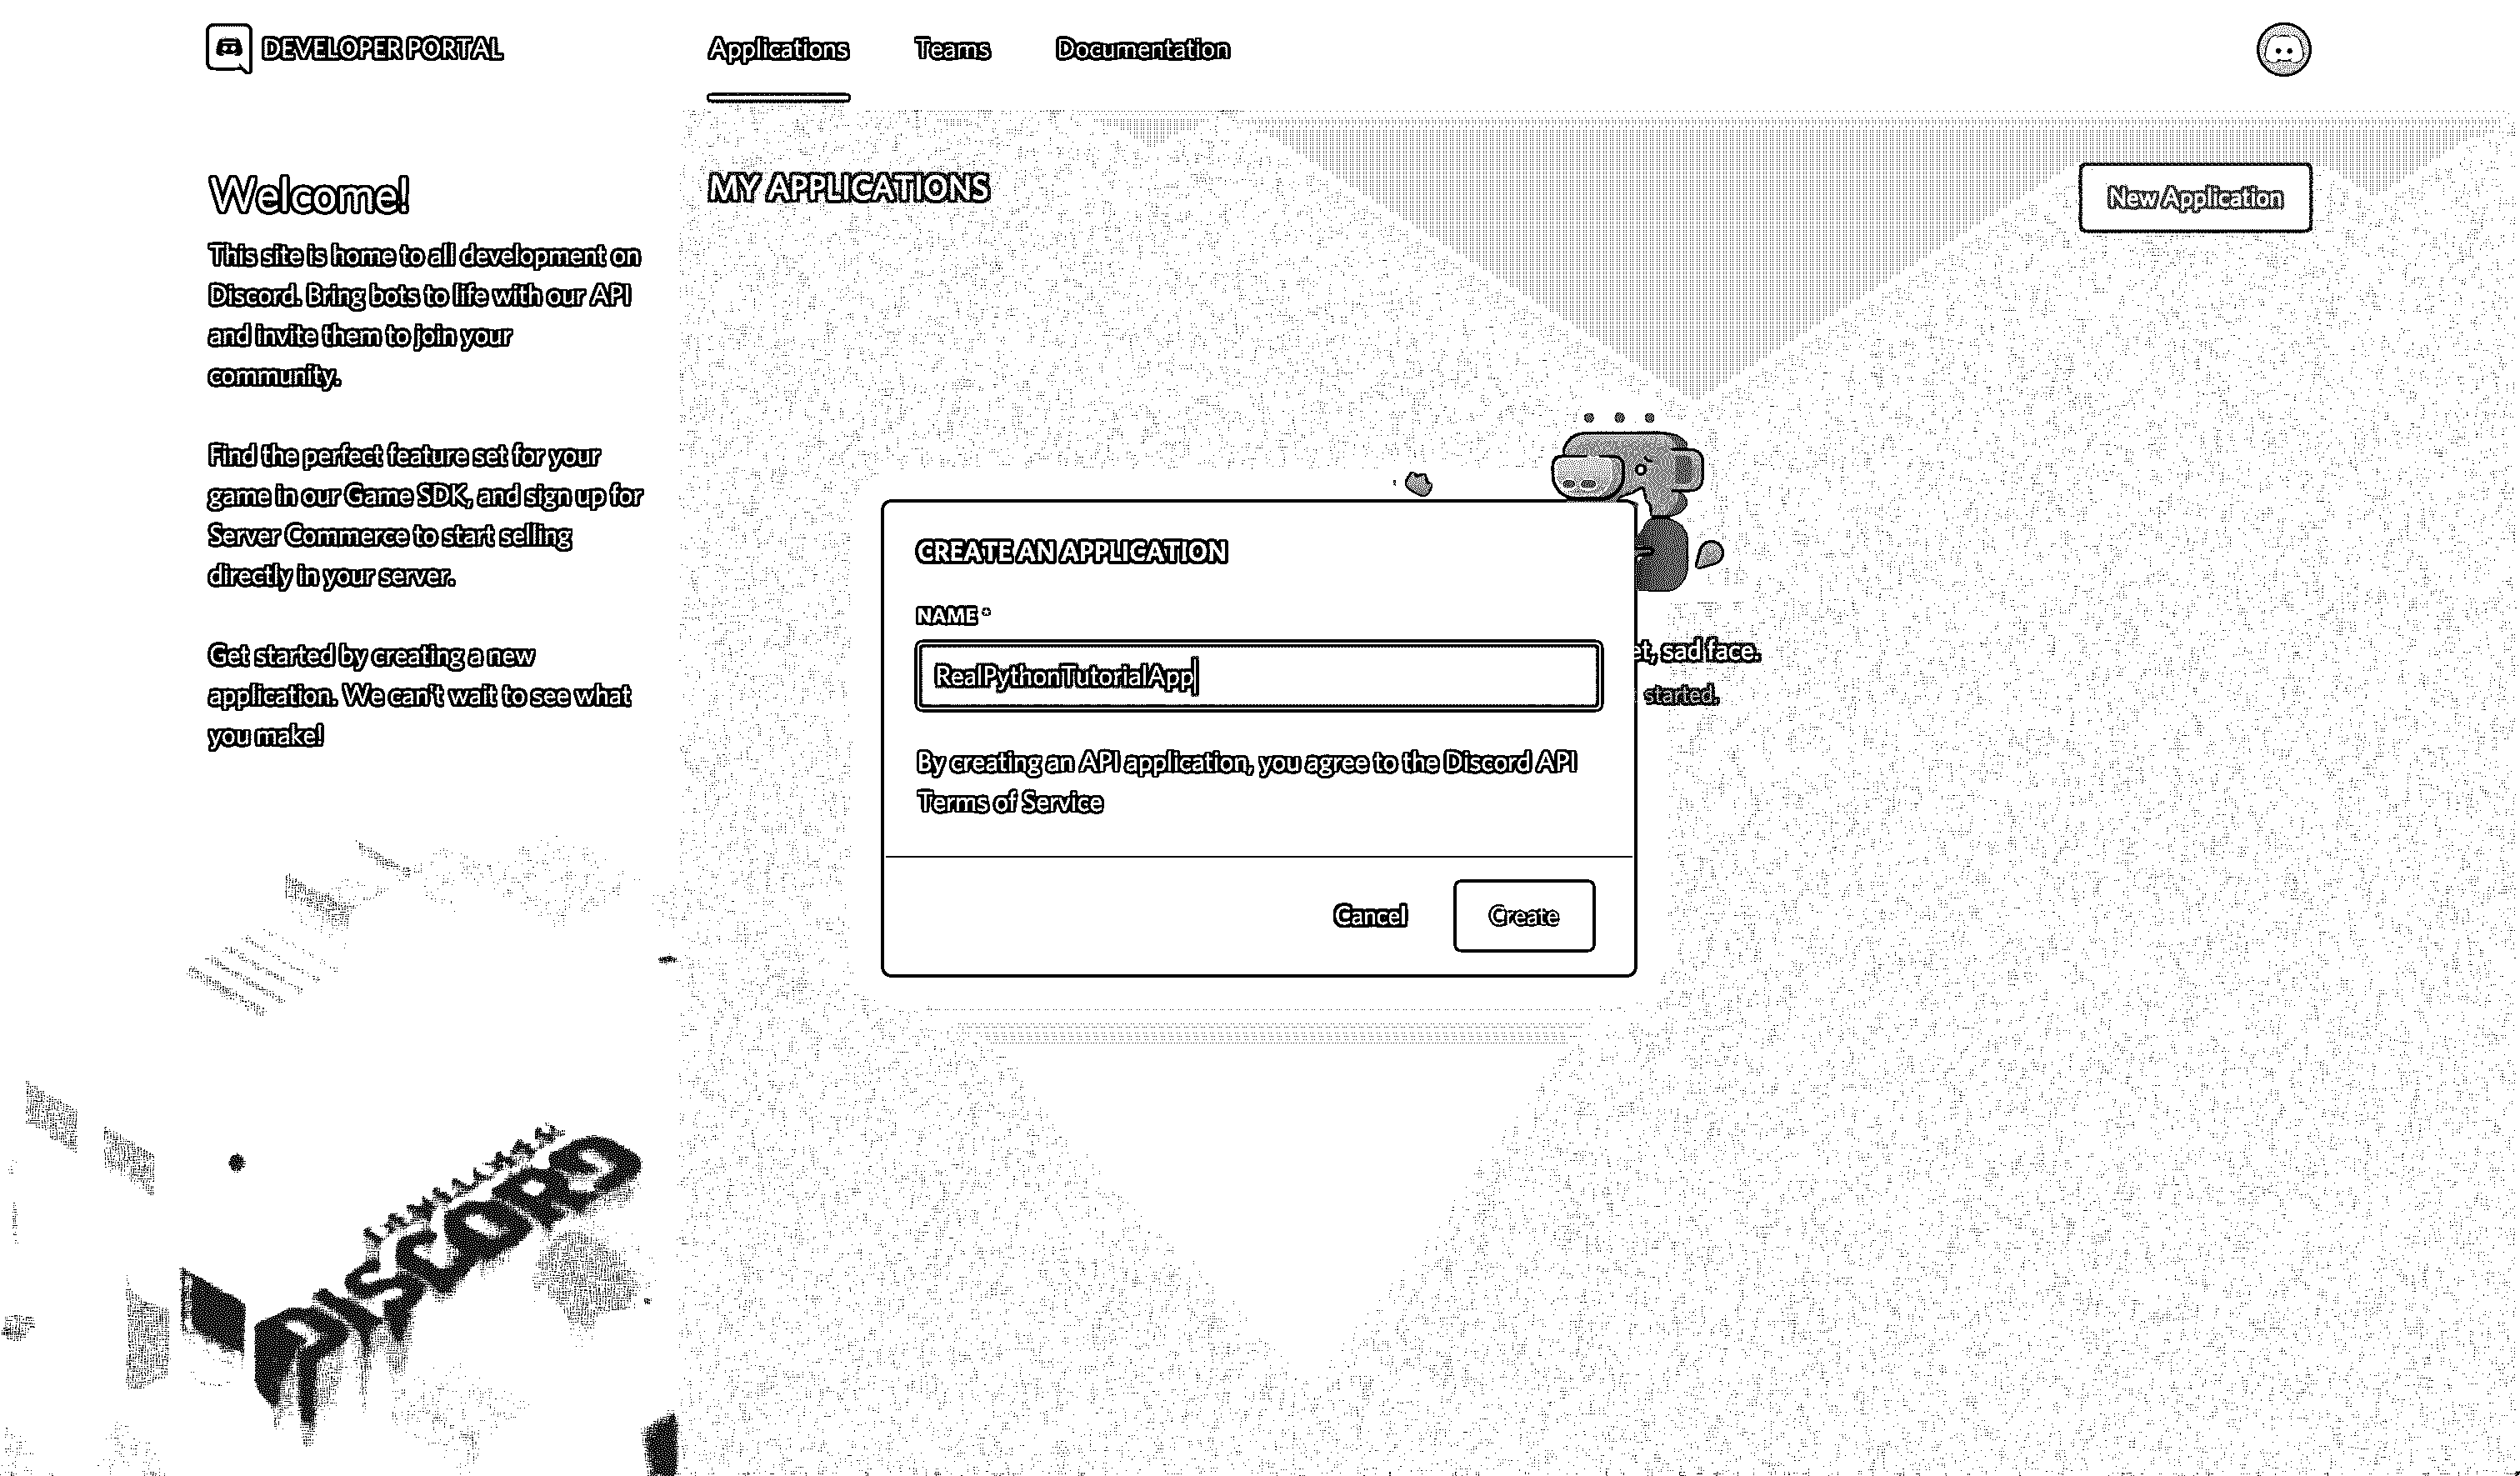 DEVELOPER PORTAL
Applications
Teams
Documentation
Welcome!
This site is home to all development on
Discord. Bring bots to life with our API
and invite them to join your
community.
Find the perfect feature set for your
game in our Game SDK, and sign up for
Server Commerce to start selling
directly in your server.
Get started by creating a new
application. We can't wait to see what
you make!
DISCORD
MY APPLICATIONS
New Application
CREATE AN APPLICATION
NAME *
RealPythonTutorialApp
By creating an API application, you agree to the Discord API
Terms of Service
Cancel
Create
et, sad face.
started.